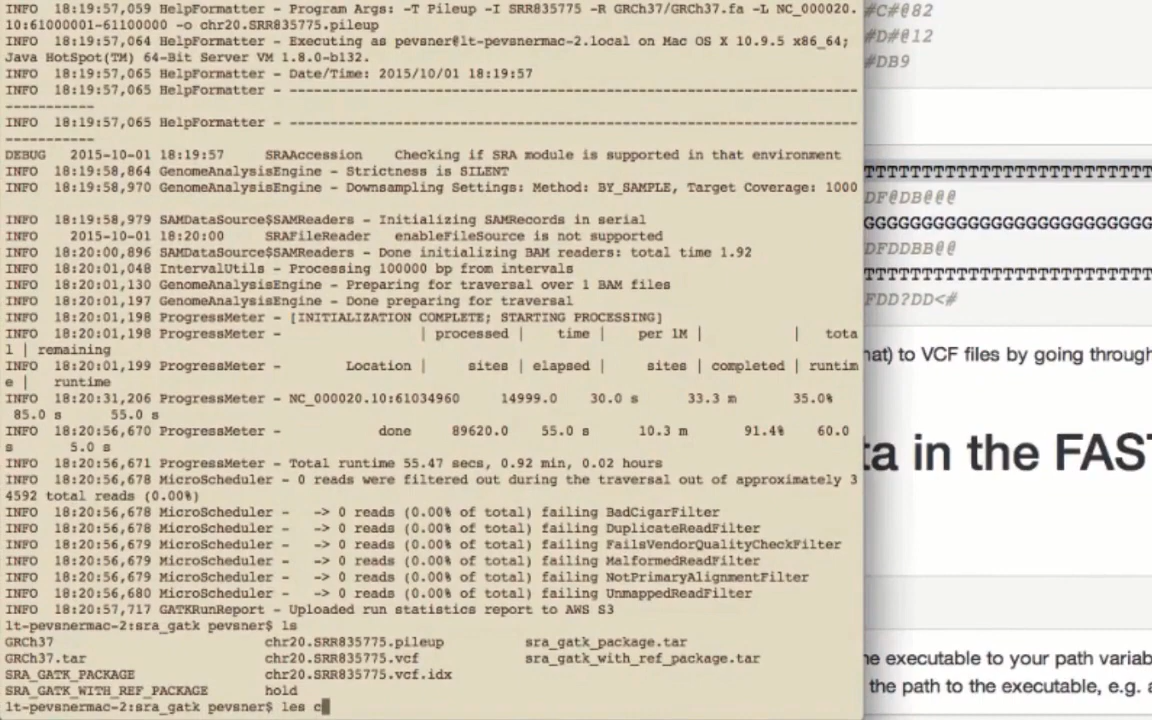 INFO 18:19:57,059 HelpFormatter - Program Args: -T Pileup -I SRR835775 -R GRCh37/GRCh37.fa -L NC_000020.
10:61000001-61100000 -o chr20.SRR835775.pileup
INFO 18:19:57,064 HelpFormatter - Executing as pevsner@lt-pevsnermac-2.local on Mac OS X 10.9.5 x86_64;
Java HotSpot(TM) 64-Bit Server VM 1.8.0-b132.
INFO 18:19:57,065 HelpFormatter - Date/Time: 2015/10/01 18:19:57
INFO 18:19:57,065 HelpFormatter - ----------------------------------------------------------------------
-----------
INFO 18:19:57,065 HelpFormatter - ----------------------------------------------------------------------
-----------
DEBUG 2015-10-01 18:19:57 SRAAccession Checking if SRA module is supported in that environment
INFO 18:19:58,864 GenomeAnalysisEngine - Strictness is SILENT
INFO 18:19:58,970 GenomeAnalysisEngine - Downsampling Settings: Method: BY_SAMPLE, Target Coverage: 1000
INFO 18:19:58,979 SAMDataSource$SAMReaders - Initializing SAMRecords in serial
INFO 2015-10-01 18:20:00 SRAFileReader enableFileSource is not supported
INFO 18:20:00,896 SAMDataSource$SAMReaders - Done initializing BAM readers: total time 1.92
INFO 18:20:01,048 IntervalUtils - Processing 100000 bp from intervals
INFO 18:20:01,130 GenomeAnalysisEngine - Preparing for traversal over 1 BAM files
INFO 18:20:01,197 GenomeAnalysisEngine - Done preparing for traversal
INFO 18:20:01,198 ProgressMeter - [INITIALIZATION COMPLETE; STARTING PROCESSING]
INFO 18:20:01,198 ProgressMeter - | processed | time | per 1M | | tota
l | remaining
INFO 18:20:01,199 ProgressMeter - Location | sites | elapsed | sites | completed | runtim
e | runtime
INFO 18:20:31,206 ProgressMeter - NC_000020.10:61034960 14999.0 30.0 s 33.3 m 35.0%
85.0 s 55.0 s
INFO 18:20:56,670 ProgressMeter - done 89620.0 55.0 s 10.3 m 91.4% 60.0
s 5.0 s
INFO 18:20:56,671 ProgressMeter - Total runtime 55.47 secs, 0.92 min, 0.02 hours
INFO 18:20:56,678 MicroScheduler - 0 reads were filtered out during the traversal out of approximately 3
4592 total reads (0.00%)
INFO 18:20:56,678 MicroScheduler - -> 0 reads (0.00% of total) failing BadCigarFilter
INFO 18:20:56,678 MicroScheduler - -> 0 reads (0.00% of total) failing DuplicateReadFilter
INFO 18:20:56,679 MicroScheduler - -> 0 reads (0.00% of total) failing FailsVendorQualityCheckFilter
INFO 18:20:56,679 MicroScheduler - -> 0 reads (0.00% of total) failing MalformedReadFilter
INFO 18:20:56,679 MicroScheduler - -> 0 reads (0.00% of total) failing NotPrimaryAlignmentFilter
INFO 18:20:56,680 MicroScheduler - -> 0 reads (0.00% of total) failing UnmappedReadFilter
INFO 18:20:57,717 GATKRunReport - Uploaded run statistics report to AWS S3
lt-pevsnermac-2:sra_gatk pevsner$ ls
GRCh37 chr20.SRR835775.pileup sra_gatk_package.tar
GRCh37.tar chr20.SRR835775.vcf sra_gatk_with_ref_package.tar
SRA_GATK_PACKAGE chr20.SRR835775.vcf.idx
SRA_GATK_WITH_REF_PACKAGE hold
lt-pevsnermac-2:sra_gatk pevsner$ les c
#C#@82
#D#@12
#DB9
TTTTTTTTTTTTTTTTTTTTTTTTTTTTTT
DF@DB@@@
GGGGGGGGGGGGGGGGGGGGGGGGGGGGGG
DFDDBB@@
TTTTTTTTTTTTTTTTTTTTTTTTTTTTTT
FDD?DD<#
nat) to VCF files by going through
ta in the FAST
ne executable to your path variab
the path to the executable, e.g. a